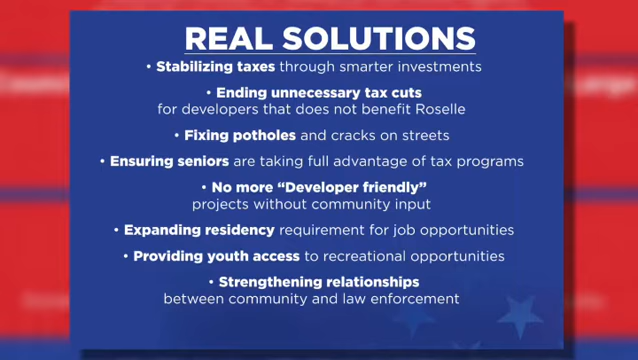 REAL SOLUTIONS
• Stabilizing taxes through smarter investments
• Ending unnecessary tax cuts
for developers that does not benefit Roselle
• Fixing potholes and cracks on streets
• Ensuring seniors are taking full advantage of tax programs
• No more “Developer friendly”
projects without community input
• Expanding residency requirement for job opportunities
• Providing youth access to recreational opportunities
• Strengthening relationships
between community and law enforcement